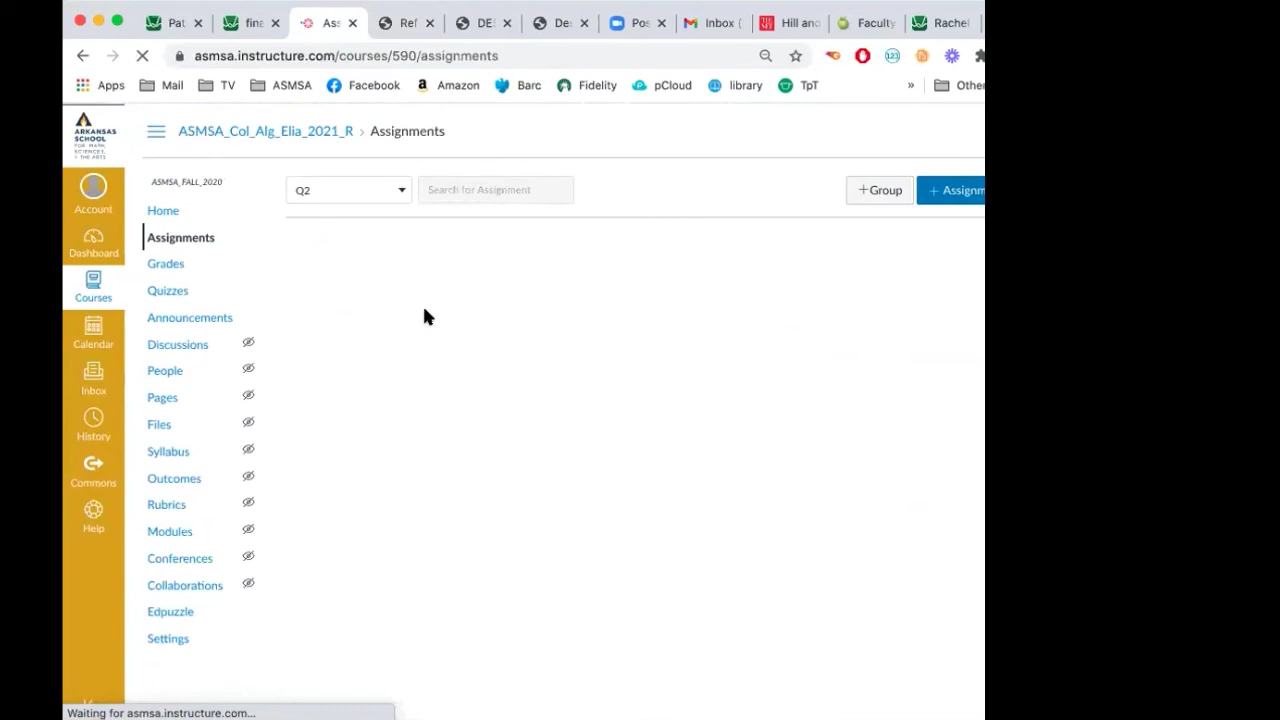 Pat
fina
Ass
Ref
DE
De
Pos
Inbox (
Hill and
Faculty
Rachel
asmsa.instructure.com/courses/590/assignments
Apps
Mail
TV
ASMSA
Facebook
Amazon
Barc
Fidelity
pCloud
library
TpT
»
Other
ARKANSAS
SCHOOL
FOR MATH,
SCIENCES,
& THE ARTS
ASMSA_Col_Alg_Elia_2021_R › Assignments
ASMSA_FALL_2020
Q2
Search for Assignment
+Group
+ Assignm
Account
Dashboard
Courses
Calendar
Inbox
History
Commons
Help
Home
Assignments
Grades
Quizzes
Announcements
Discussions
People
Pages
Files
Syllabus
Outcomes
Rubrics
Modules
Conferences
Collaborations
Edpuzzle
Settings
Waiting for asmsa.instructure.com...